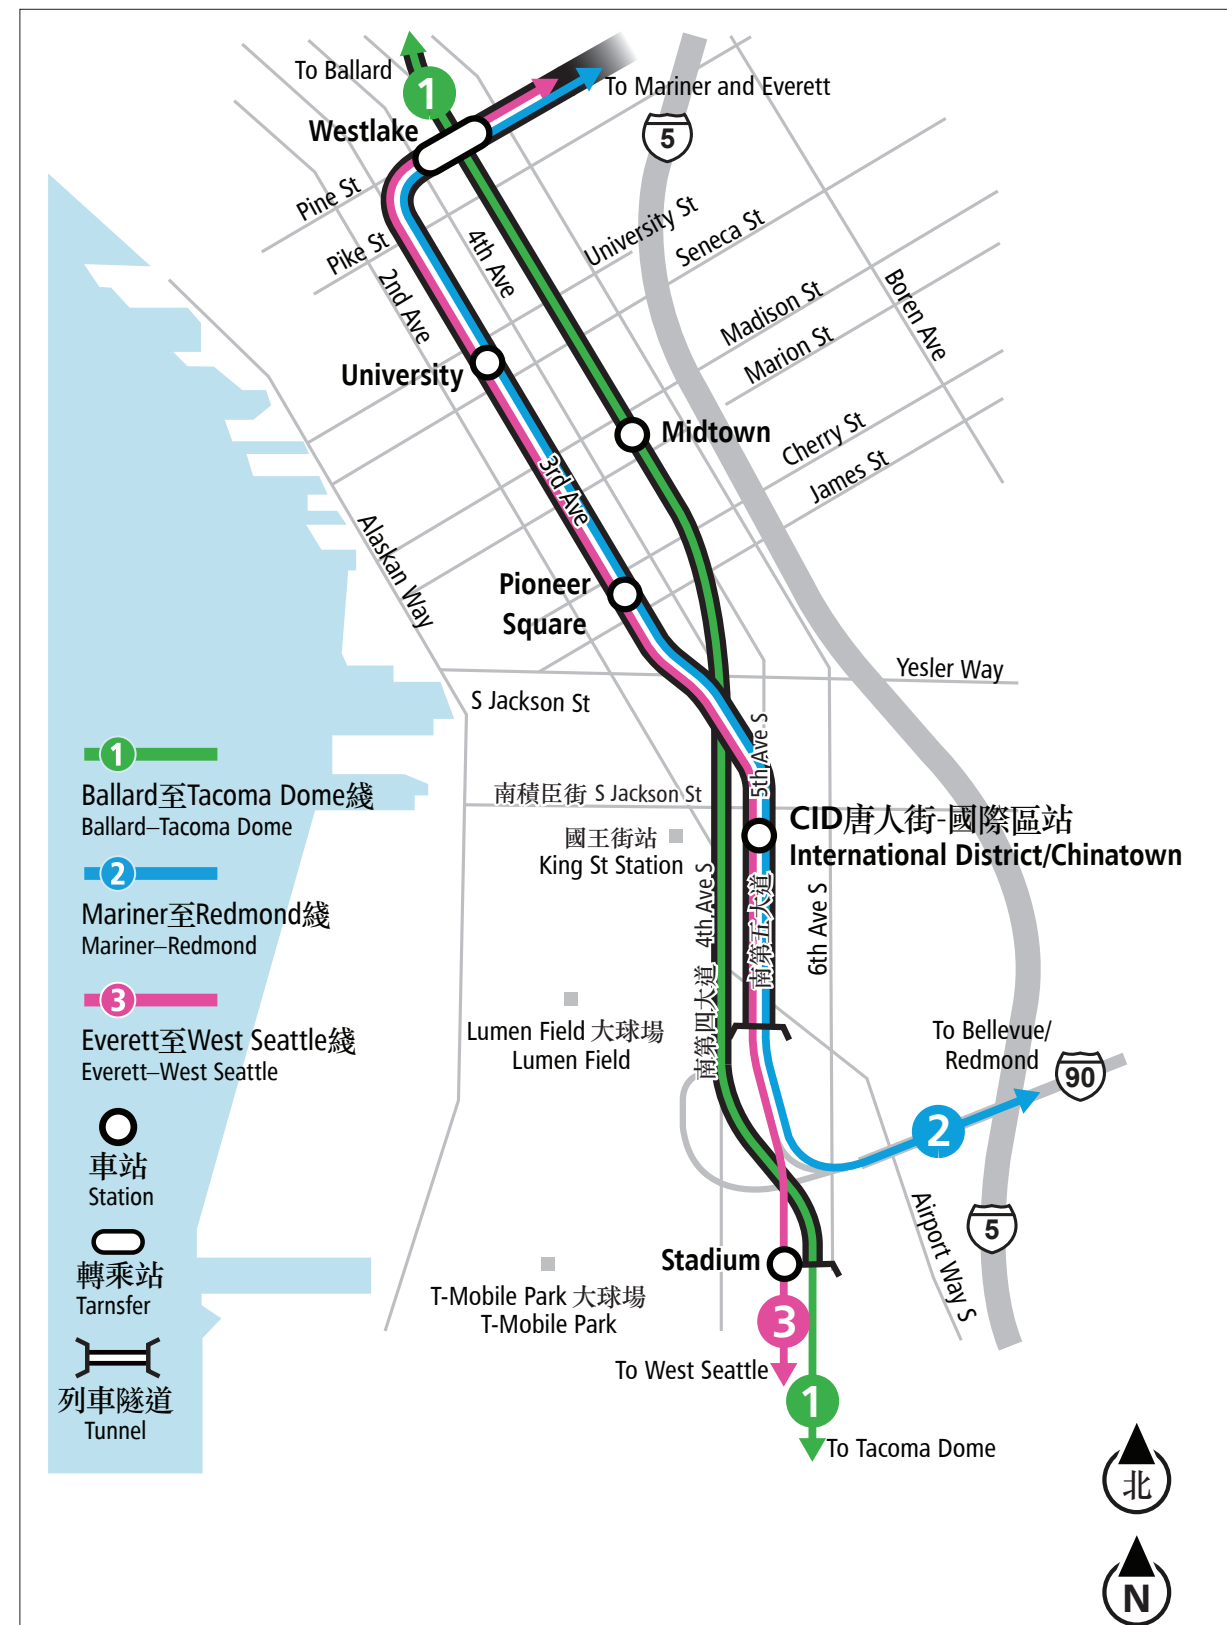 To Ballard
1
To Mariner and Everett
Westlake
5
Pine St
Pike St
2nd Ave
4th Ave
University St
Seneca St
Madison St
Marion St
Boren Ave
University
Midtown
Cherry St
James St
3rd Ave
Alaskan Way
Pioneer
Square
Yesler Way
S Jackson St
南積臣街 S Jackson St
5th Ave S
南第五大道
CID唐人街-國際區站
International District/Chinatown
國王街站
King St Station
4th Ave S
南第四大道
6th Ave S
Lumen Field 大球場
Lumen Field
To Bellevue/
Redmond
90
2
5
Airport Way S
Stadium
T-Mobile Park 大球場
T-Mobile Park
3
To West Seattle
1
To Tacoma Dome
1
Ballard至Tacoma Dome綫
Ballard–Tacoma Dome
2
Mariner至Redmond綫
Mariner–Redmond
3
Everett至West Seattle綫
Everett–West Seattle
車站
Station
轉乘站
Tarnsfer
列車隧道
Tunnel
北
N